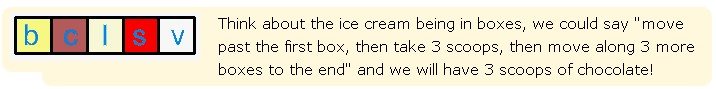 b c l s v
Think about the ice cream being in boxes, we could say "move
past the first box, then take 3 scoops, then move along 3 more
boxes to the end" and we will have 3 scoops of chocolate!